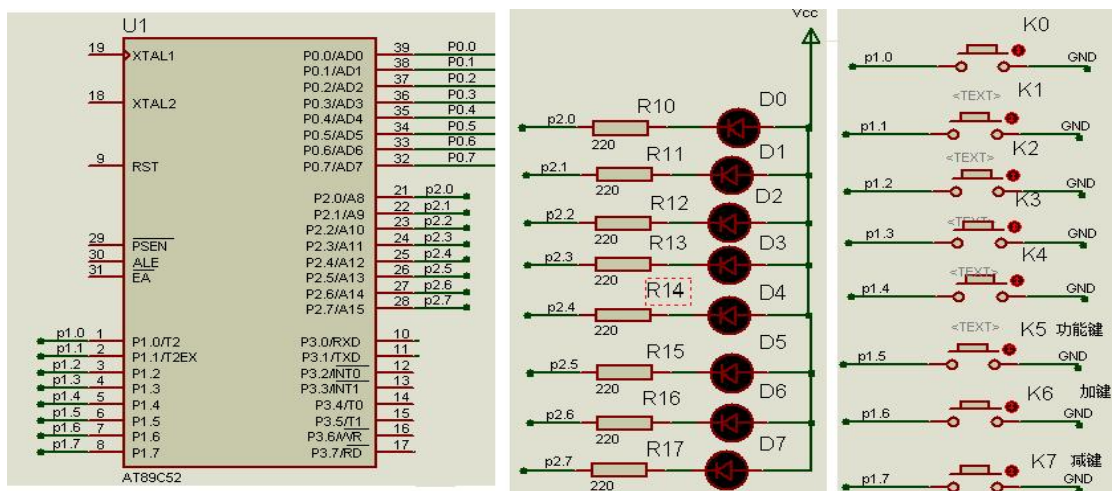 U1
19 XTAL1
18 XTAL2
9 RST
29 PSEN
30 ALE
31 EA
p1.0 1 P1.0/T2
p1.1 2 P1.1/T2EX
p1.2 3 P1.2
p1.3 4 P1.3
p1.4 5 P1.4
p1.5 6 P1.5
p1.6 7 P1.6
p1.7 8 P1.7
P0.0/AD0 39 P0.0
P0.1/AD1 38 P0.1
P0.2/AD2 37 P0.2
P0.3/AD3 36 P0.3
P0.4/AD4 35 P0.4
P0.5/AD5 34 P0.5
P0.6/AD6 33 P0.6
P0.7/AD7 32 P0.7
P2.0/A8 21 p2.0
P2.1/A9 22 p2.1
P2.2/A10 23 p2.2
P2.3/A11 24 p2.3
P2.4/A12 25 p2.4
P2.5/A13 26 p2.5
P2.6/A14 27 p2.6
P2.7/A15 28 p2.7
P3.0/RXD 10
P3.1/TXD 11
P3.2/INT0 12
P3.3/INT1 13
P3.4/T0 14
P3.5/T1 15
P3.6/WR 16
P3.7/RD 17
AT89C52
Vcc
R10 D0
p2.0
220
R11 D1
p2.1
220
R12 D2
p2.2
220
R13 D3
p2.3
220
R14 D4
p2.4
220
R15 D5
p2.5
220
R16 D6
p2.6
220
R17 D7
p2.7
220
K0
p1.0 GND
<TEXT> K1
p1.1 GND
<TEXT> K2
p1.2 GND
K3
<TEXT>
p1.3 GND
K4
<TEXT>
p1.4 GND
<TEXT> K5 功能键
p1.5 GND
K6 加键
p1.6 GND
K7 减键
p1.7 GND